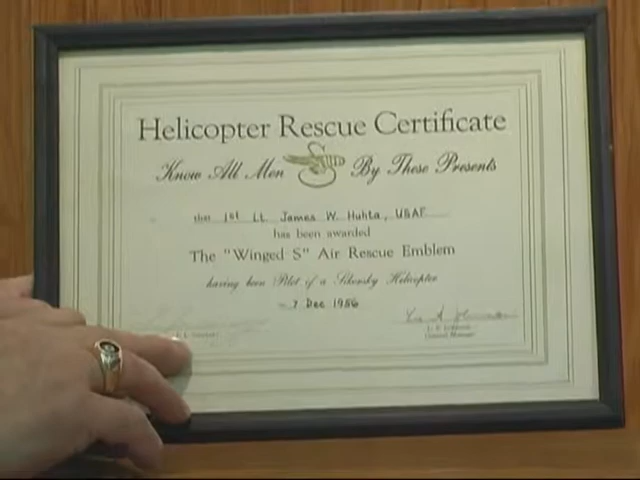 Helicopter Rescue Certificate
Know All Men By These Presents
that 1st Lt James W. Huhta, USAF
has been awarded
The "Winged S" Air Rescue Emblem
having been Pilot of a Sikorsky Helicopter
7 Dec 1986
General Manager